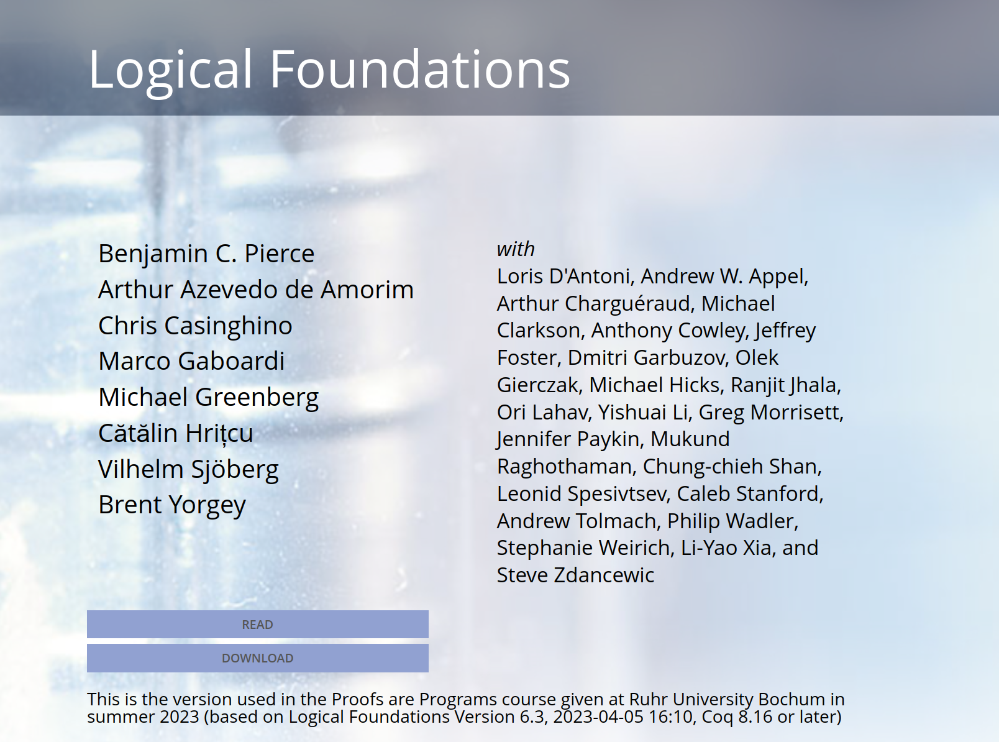 Logical Foundations
Benjamin C. Pierce
Arthur Azevedo de Amorim
Chris Casinghino
Marco Gaboardi
Michael Greenberg
Cătălin Hrițcu
Vilhelm Sjöberg
Brent Yorgey
with
Loris D'Antoni, Andrew W. Appel,
Arthur Charguéraud, Michael
Clarkson, Anthony Cowley, Jeffrey
Foster, Dmitri Garbuzov, Olek
Gierczak, Michael Hicks, Ranjit Jhala,
Ori Lahav, Yishuai Li, Greg Morrisett,
Jennifer Paykin, Mukund
Raghothaman, Chung-chieh Shan,
Leonid Spesivtsev, Caleb Stanford,
Andrew Tolmach, Philip Wadler,
Stephanie Weirich, Li-Yao Xia, and
Steve Zdancewic
READ
DOWNLOAD
This is the version used in the Proofs are Programs course given at Ruhr University Bochum in
summer 2023 (based on Logical Foundations Version 6.3, 2023-04-05 16:10, Coq 8.16 or later)